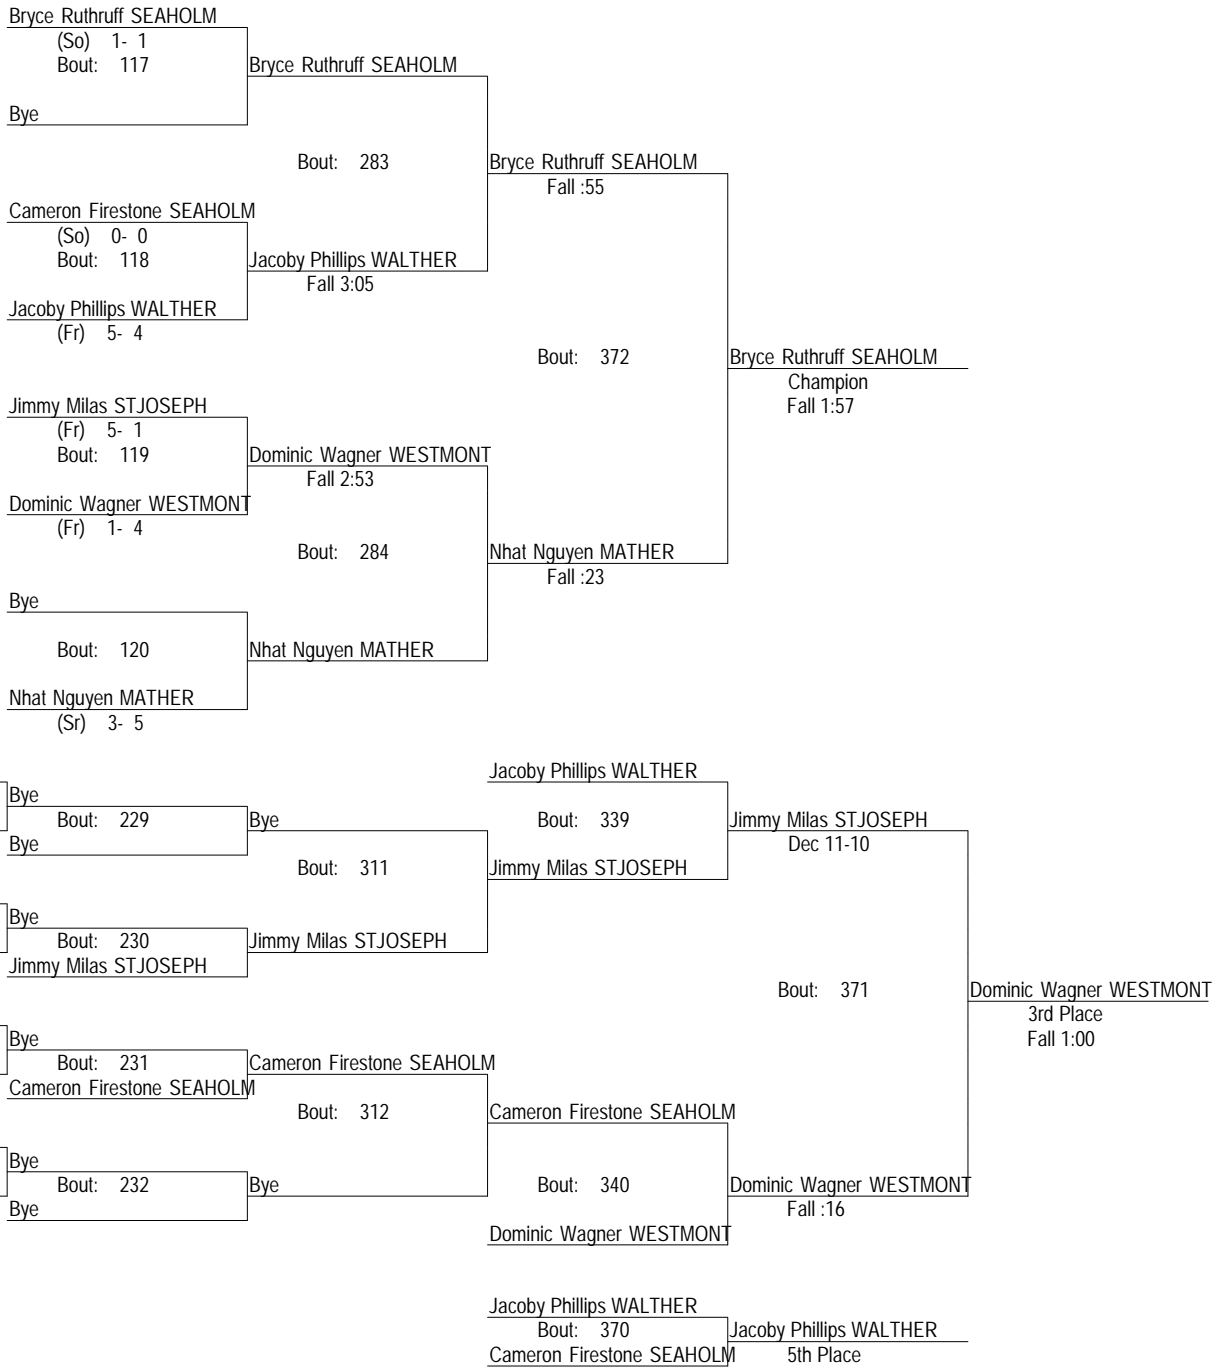 Bryce Ruthruff SEAHOLM
(So) 1- 1
Bout: 117
Bryce Ruthruff SEAHOLM
Bye
Bout: 283
Bryce Ruthruff SEAHOLM
Fall :55
Cameron Firestone SEAHOLM
(So) 0- 0
Bout: 118
Jacoby Phillips WALTHER
Fall 3:05
Jacoby Phillips WALTHER
(Fr) 5- 4
Bout: 372
Bryce Ruthruff SEAHOLM
Champion
Fall 1:57
Jimmy Milas STJOSEPH
(Fr) 5- 1
Bout: 119
Dominic Wagner WESTMONT
Fall 2:53
Dominic Wagner WESTMONT
(Fr) 1- 4
Bout: 284
Nhat Nguyen MATHER
Fall :23
Bye
Bout: 120
Nhat Nguyen MATHER
Nhat Nguyen MATHER
(Sr) 3- 5
Jacoby Phillips WALTHER
Bye
Bout: 229
Bye
Bout: 339
Jimmy Milas STJOSEPH
Dec 11-10
Bye
Bout: 311
Jimmy Milas STJOSEPH
Bye
Bout: 230
Jimmy Milas STJOSEPH
Jimmy Milas STJOSEPH
Bout: 371
Dominic Wagner WESTMONT
3rd Place
Fall 1:00
Bye
Bout: 231
Cameron Firestone SEAHOLM
Cameron Firestone SEAHOLM
Bout: 312
Cameron Firestone SEAHOLM
Bye
Bout: 232
Bye
Bout: 340
Dominic Wagner WESTMONT
Fall :16
Bye
Dominic Wagner WESTMONT
Jacoby Phillips WALTHER
Bout: 370
Jacoby Phillips WALTHER
Cameron Firestone SEAHOLM
5th Place